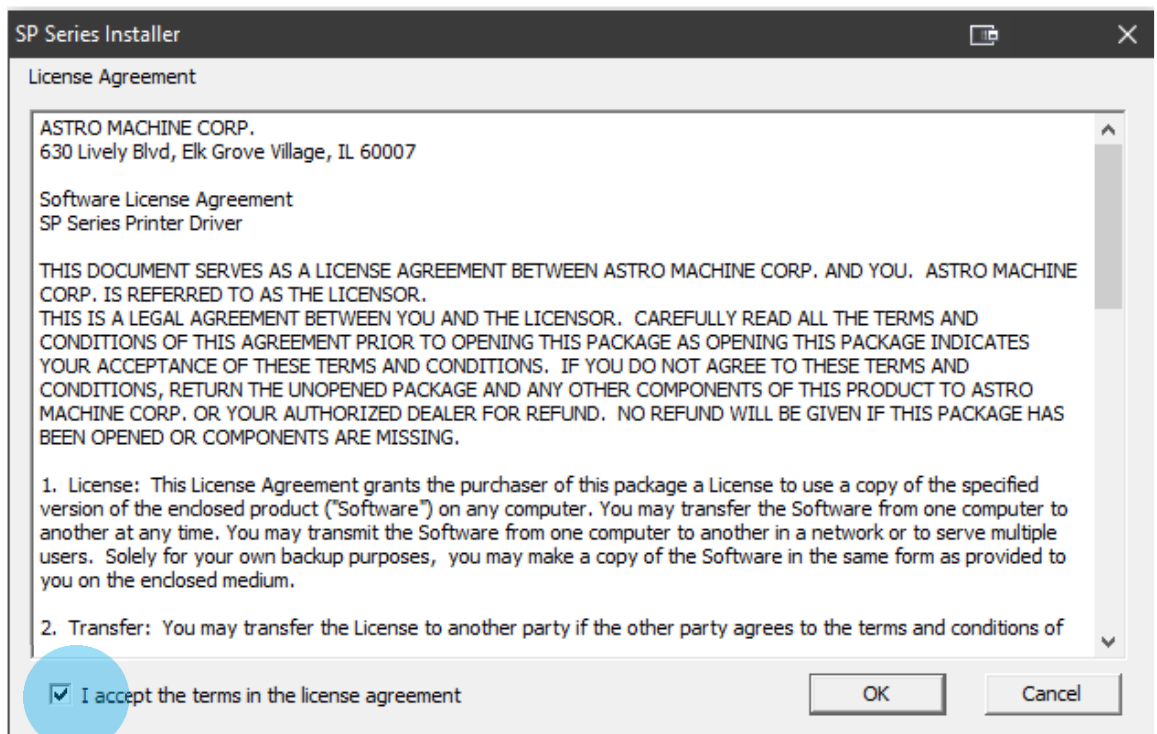 SP Series Installer
License Agreement
ASTRO MACHINE CORP.
630 Lively Blvd, Elk Grove Village, IL 60007
Software License Agreement
SP Series Printer Driver
THIS DOCUMENT SERVES AS A LICENSE AGREEMENT BETWEEN ASTRO MACHINE CORP. AND YOU.  ASTRO MACHINE
CORP. IS REFERRED TO AS THE LICENSOR.
THIS IS A LEGAL AGREEMENT BETWEEN YOU AND THE LICENSOR.  CAREFULLY READ ALL THE TERMS AND
CONDITIONS OF THIS AGREEMENT PRIOR TO OPENING THIS PACKAGE AS OPENING THIS PACKAGE INDICATES
YOUR ACCEPTANCE OF THESE TERMS AND CONDITIONS.  IF YOU DO NOT AGREE TO THESE TERMS AND
CONDITIONS, RETURN THE UNOPENED PACKAGE AND ANY OTHER COMPONENTS OF THIS PRODUCT TO ASTRO
MACHINE CORP. OR YOUR AUTHORIZED DEALER FOR REFUND.  NO REFUND WILL BE GIVEN IF THIS PACKAGE HAS
BEEN OPENED OR COMPONENTS ARE MISSING.
1.  License:  This License Agreement grants the purchaser of this package a License to use a copy of the specified
version of the enclosed product ("Software") on any computer. You may transfer the Software from one computer to
another at any time. You may transmit the Software from one computer to another in a network or to serve multiple
users.  Solely for your own backup purposes,  you may make a copy of the Software in the same form as provided to
you on the enclosed medium.
2.  Transfer:  You may transfer the License to another party if the other party agrees to the terms and conditions of
I accept the terms in the license agreement
OK
Cancel